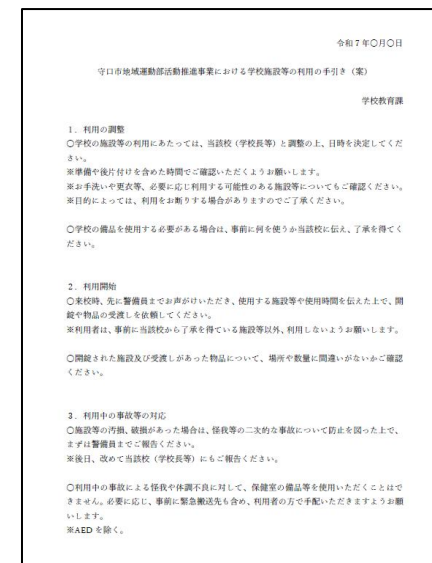 令和７年〇月〇日
守口市地域運動部活動推進事業における学校施設等の利用の手引き（案）
学校教育課
１．利用の調整
〇学校の施設等の利用にあたっては、当該校（学校長等）と調整の上、日時を決定してくだ
さい。
※準備や後片付けを含めた時間でご確認いただくようお願いします。
※お手洗いや更衣等、必要に応じ利用する可能性のある施設等についてもご確認ください。
※目的によっては、利用をお断りする場合がありますのでご了承ください。
〇学校の備品を使用する必要がある場合は、事前に何を使うか当該校に伝え、了承を得てく
ださい。
２．利用開始
〇来校時、先に警備員までお声がけいただき、使用する施設等や使用時間を伝えた上で、開
錠や物品の受渡しを依頼してください。
※利用者は、事前に当該校から了承を得ている施設等以外、利用しないようお願いします。
〇開錠された施設及び受渡しがあった物品について、場所や数量に間違いがないかご確認
ください。
３．利用中の事故等の対応
〇施設等の汚損、破損があった場合は、怪我等の二次的な事故について防止を図った上で、
まずは警備員までご報告ください。
※後日、改めて当該校（学校長等）にもご報告ください。
〇利用中の事故による怪我や体調不良に対して、保健室の備品等を使用いただくことはで
きません。必要に応じ、事前に緊急搬送先も含め、利用者の方で手配いただきますようお願
いします。
※AED を除く。